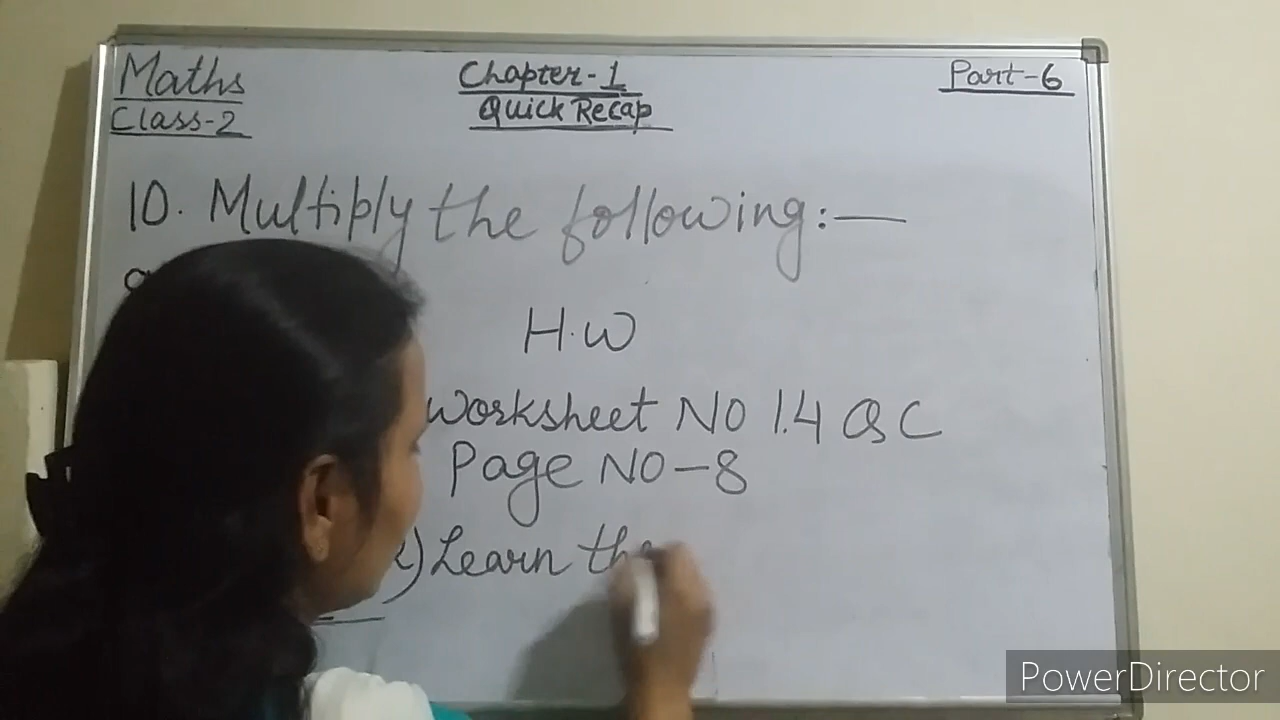 Maths
Class-2
Chapter-1
Quick Recap
Part-6
10. Multiply the following:—
H.W
Worksheet NO 1.4 Q C
Page NO-8
Learn the
PowerDirector